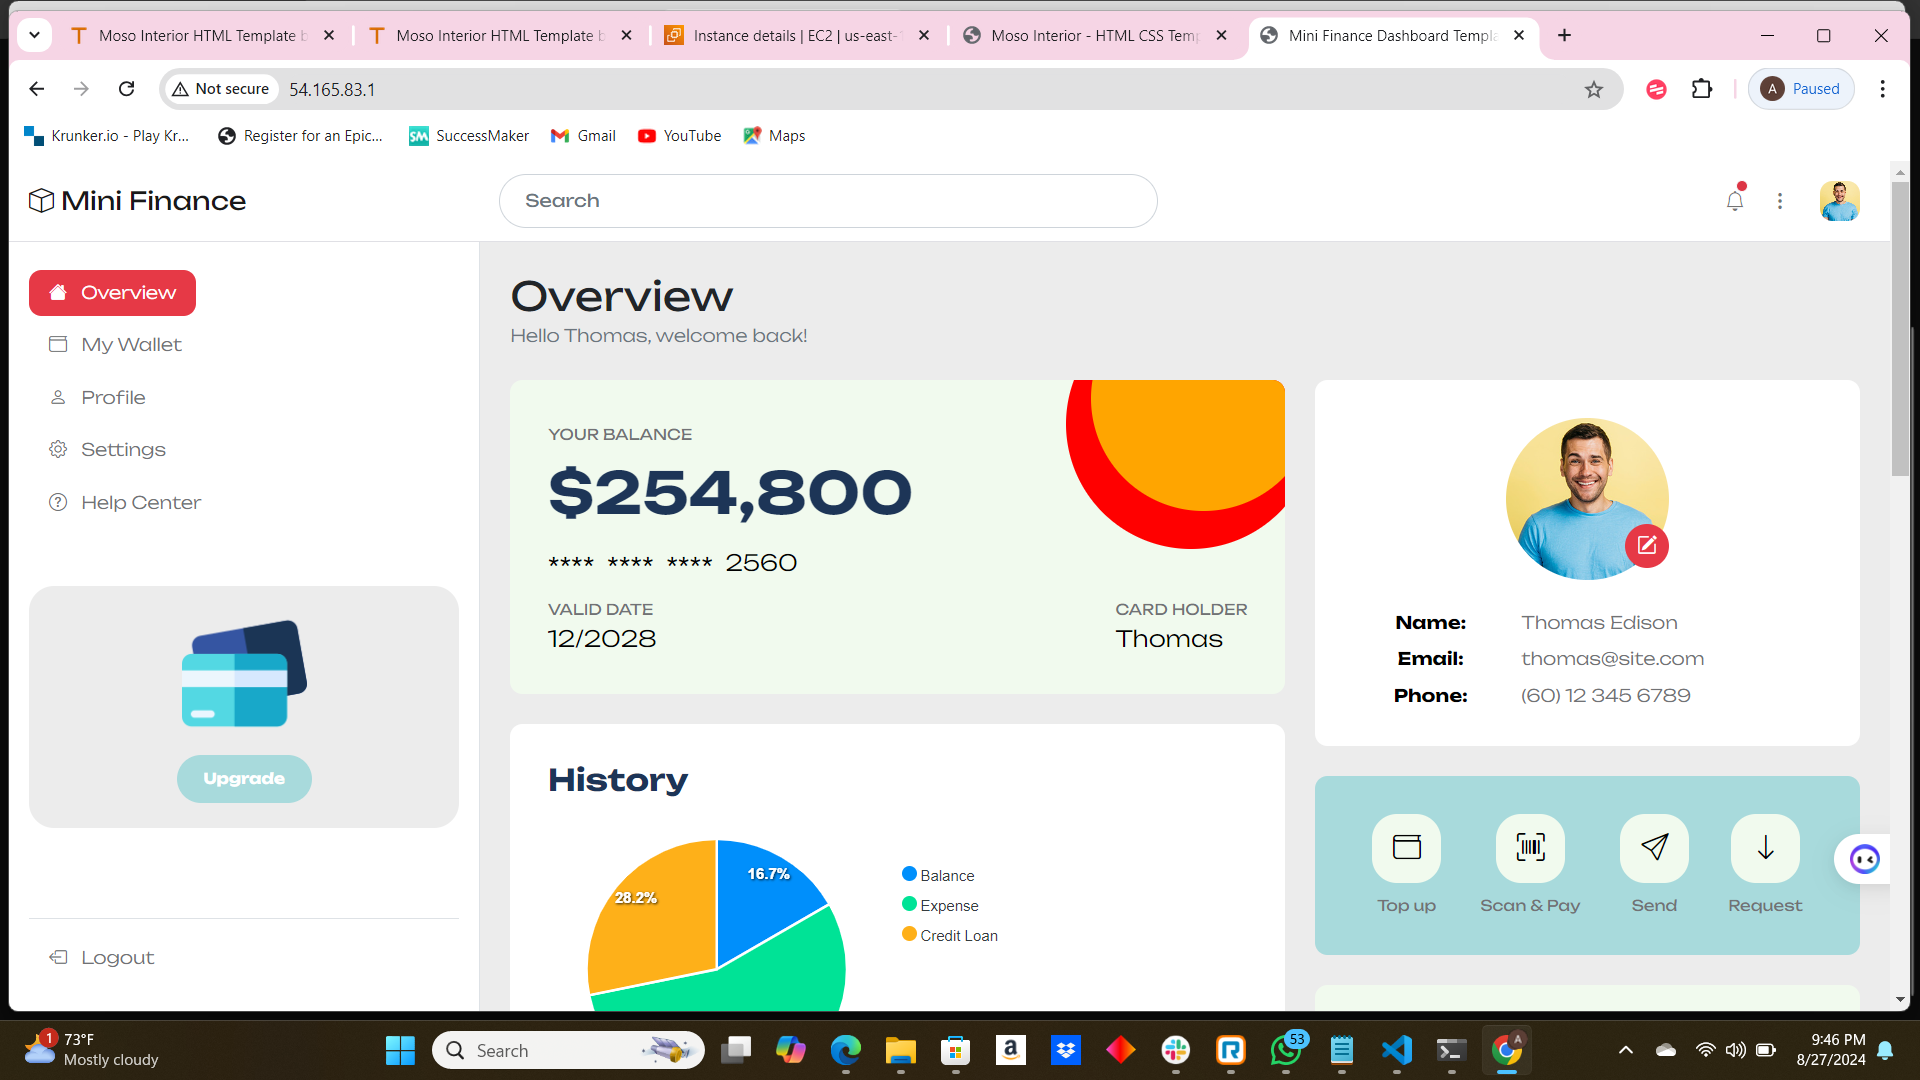 Moso Interior HTML Template b
Moso Interior HTML Template b
Instance details | EC2 | us-east-1
Moso Interior - HTML CSS Temp
Mini Finance Dashboard Templa
Not secure
54.165.83.1
A
Paused
Krunker.io - Play Kr...
Register for an Epic...
SM
SuccessMaker
Gmail
YouTube
Maps
Mini Finance
Search
Overview
My Wallet
Profile
Settings
Help Center
Upgrade
Logout
Overview
Hello Thomas, welcome back!
YOUR BALANCE
$254,800
**** **** **** 2560
VALID DATE
12/2028
CARD HOLDER
Thomas
History
16.7%
28.2%
Balance
Expense
Credit Loan
Name: Thomas Edison
Email: thomas@site.com
Phone: (60) 12 345 6789
Top up
Scan & Pay
Send
Request
1
73°F
Mostly cloudy
Search
53
A
9:46 PM
8/27/2024